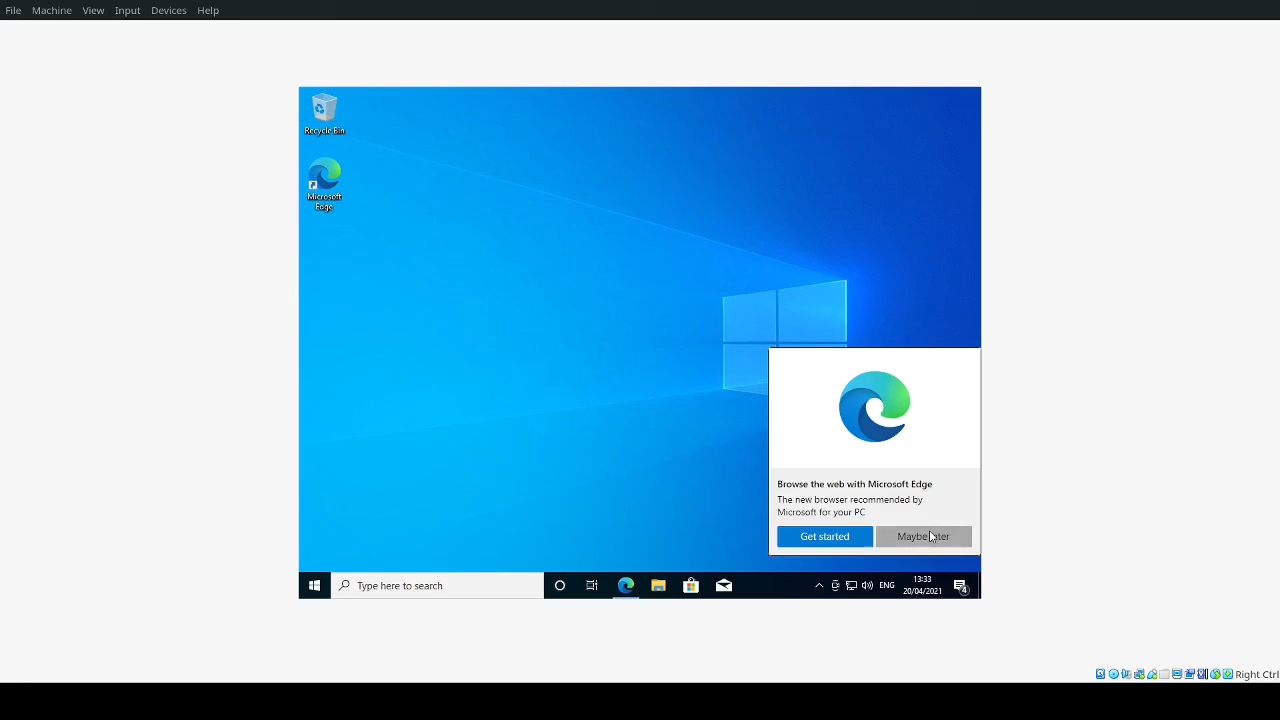 File Machine View Input Devices Help
Recycle Bin
Microsoft
Edge
Browse the web with Microsoft Edge
The new browser recommended by
Microsoft for your PC
Get started
Maybe later
Type here to search
ENG
13:33
20/04/2021
4
Right Ctrl